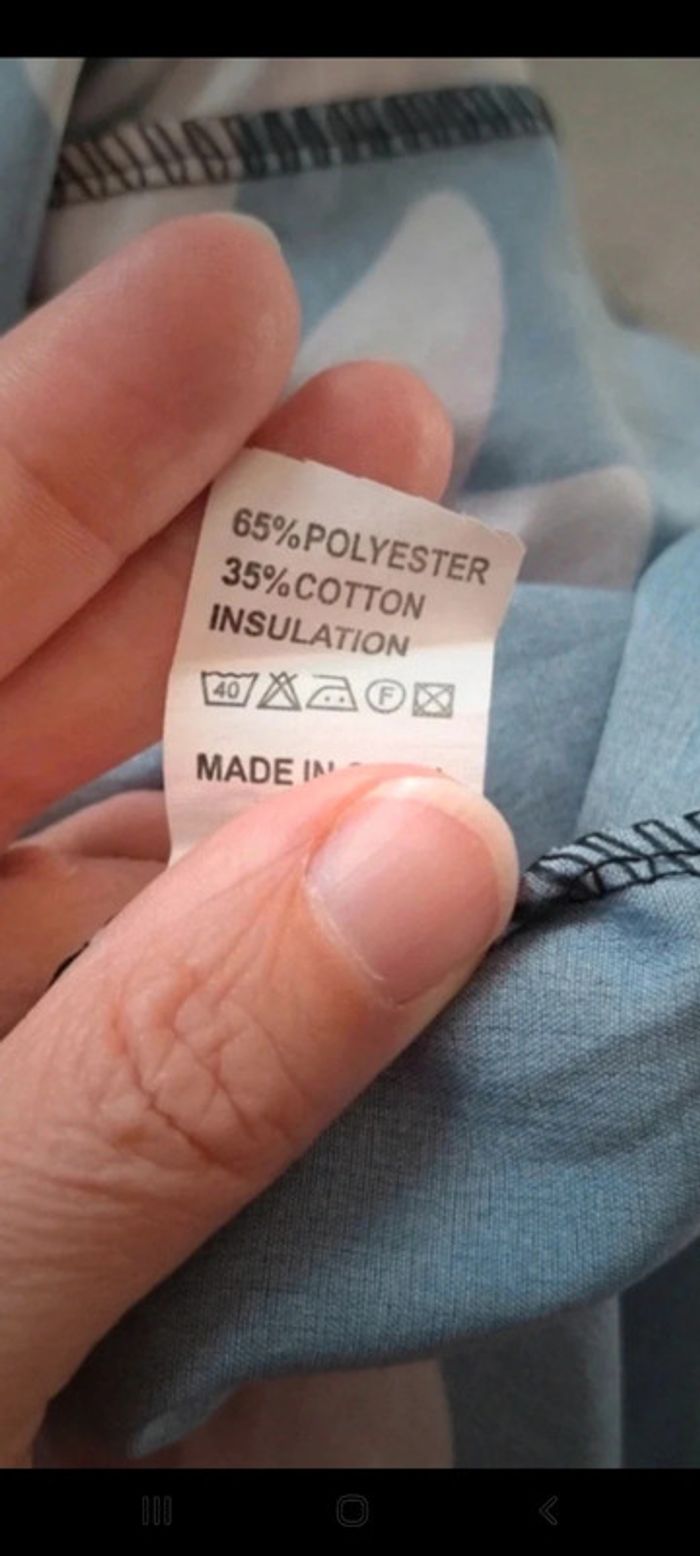 65%POLYESTER
35%COTTON
INSULATION
40 F
MADE IN